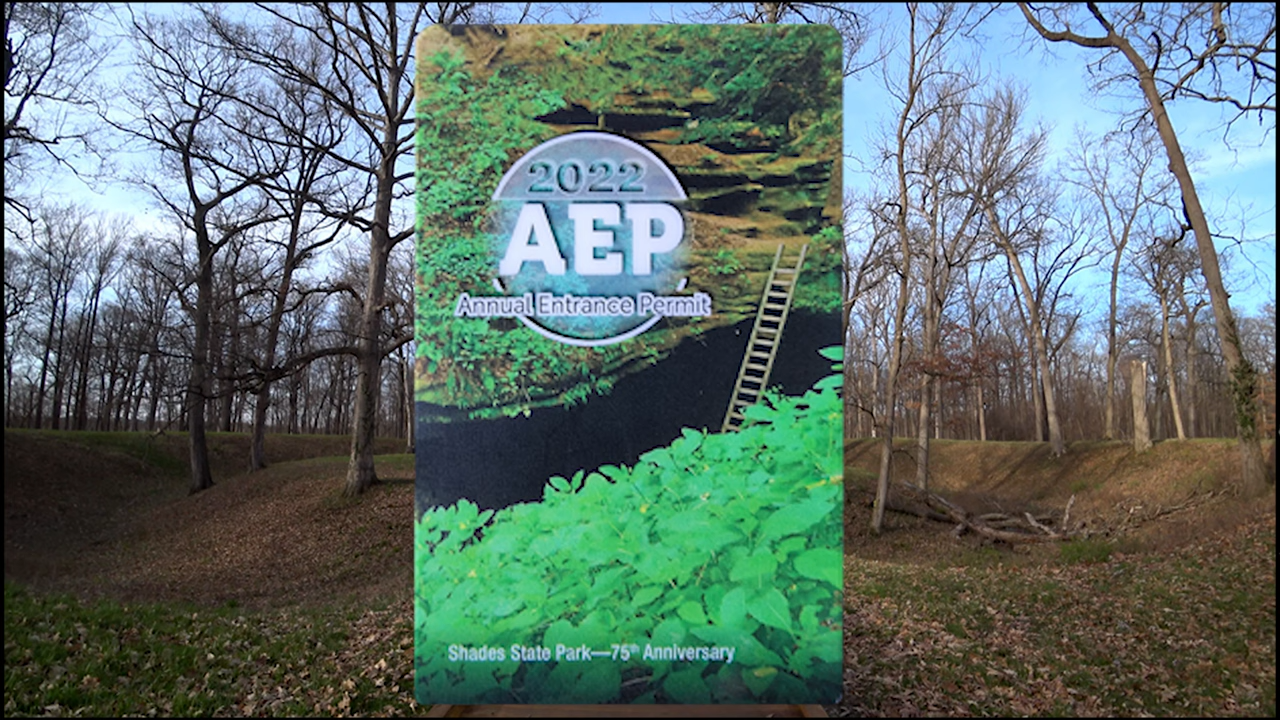 2022
AEP
Annual Entrance Permit
Shades State Park—75th Anniversary